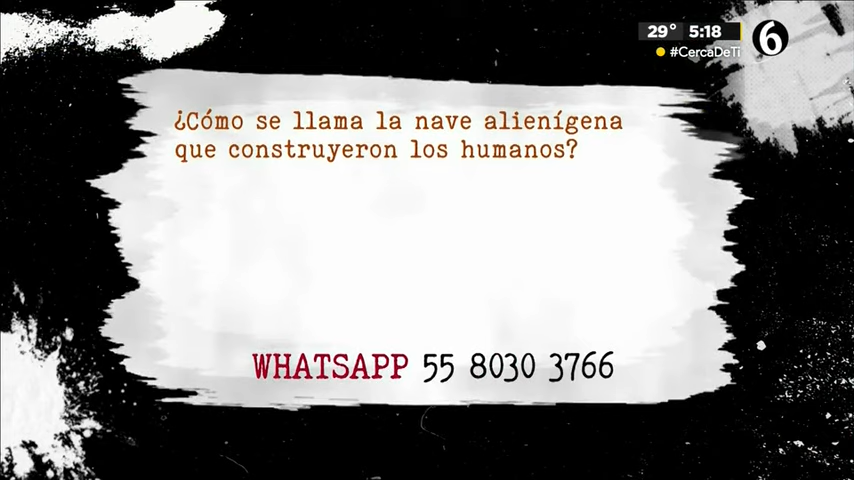 29° 5:18
#CercaDeTi
6
¿Cómo se llama la nave alienígena
que construyeron los humanos?
WHATSAPP 55 8030 3766